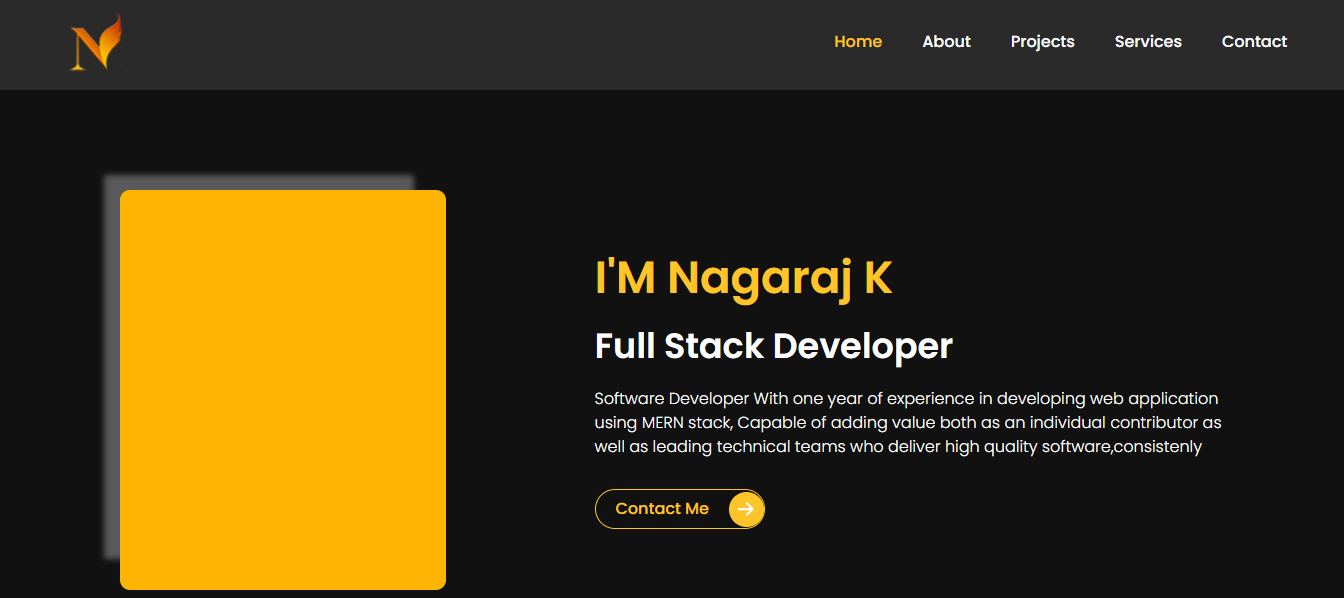 N
Home About Projects Services Contact
I'M Nagaraj K
Full Stack Developer
Software Developer With one year of experience in developing web application
using MERN stack, Capable of adding value both as an individual contributor as
well as leading technical teams who deliver high quality software,consistenly
Contact Me